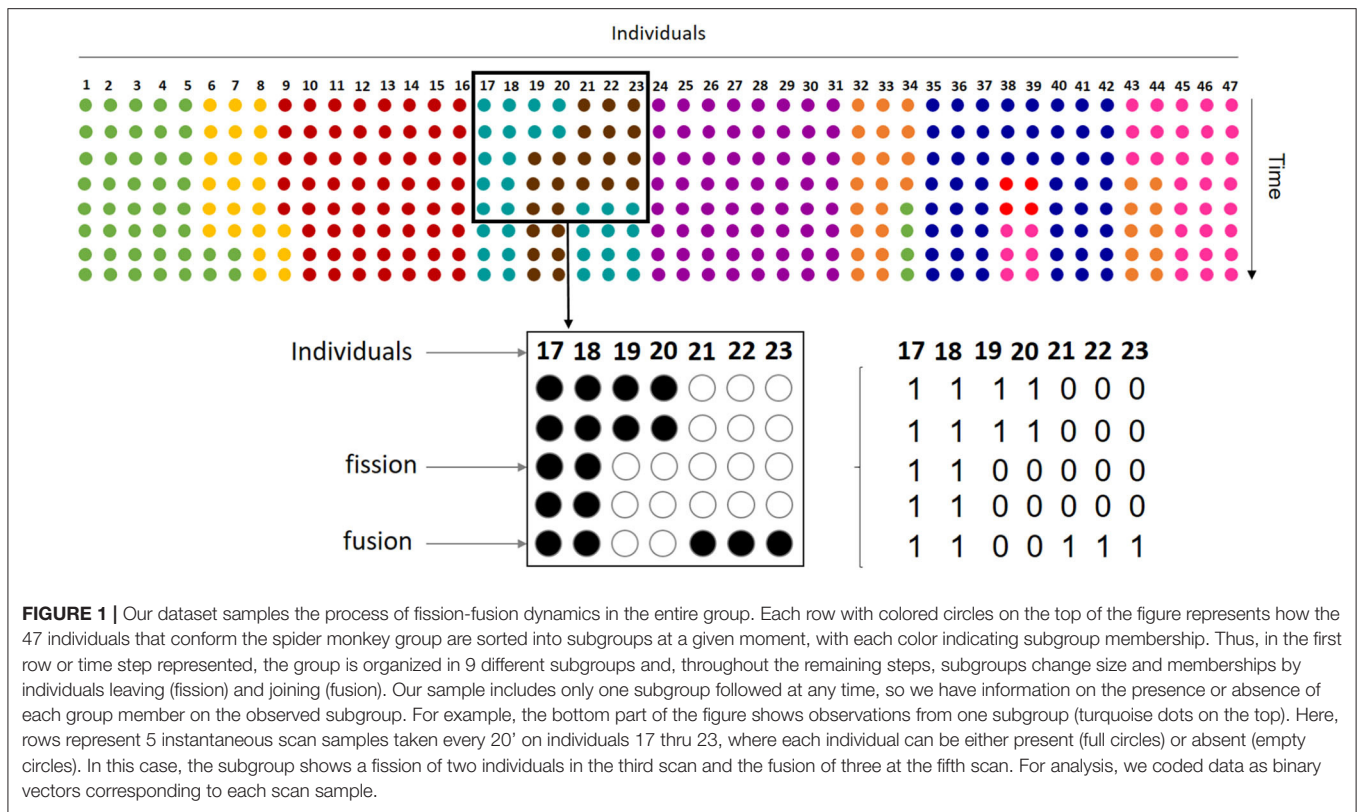 Individuals
1 2 3 4 5 6 7 8 9 10 11 12 13 14 15 16 17 18 19 20 21 22 23 24 25 26 27 28 29 30 31 32 33 34 35 36 37 38 39 40 41 42 43 44 45 46 47
Time
Individuals 17 18 19 20 21 22 23
fission
fusion
17 18 19 20 21 22 23
1 1 1 1 0 0 0
1 1 1 1 0 0 0
1 1 0 0 0 0 0
1 1 0 0 0 0 0
1 1 0 0 1 1 1
FIGURE 1 | Our dataset samples the process of fission-fusion dynamics in the entire group. Each row with colored circles on the top of the figure represents how the
47 individuals that conform the spider monkey group are sorted into subgroups at a given moment, with each color indicating subgroup membership. Thus, in the first
row or time step represented, the group is organized in 9 different subgroups and, throughout the remaining steps, subgroups change size and memberships by
individuals leaving (fission) and joining (fusion). Our sample includes only one subgroup followed at any time, so we have information on the presence or absence of
each group member on the observed subgroup. For example, the bottom part of the figure shows observations from one subgroup (turquoise dots on the top). Here,
rows represent 5 instantaneous scan samples taken every 20' on individuals 17 thru 23, where each individual can be either present (full circles) or absent (empty
circles). In this case, the subgroup shows a fission of two individuals in the third scan and the fusion of three at the fifth scan. For analysis, we coded data as binary
vectors corresponding to each scan sample.